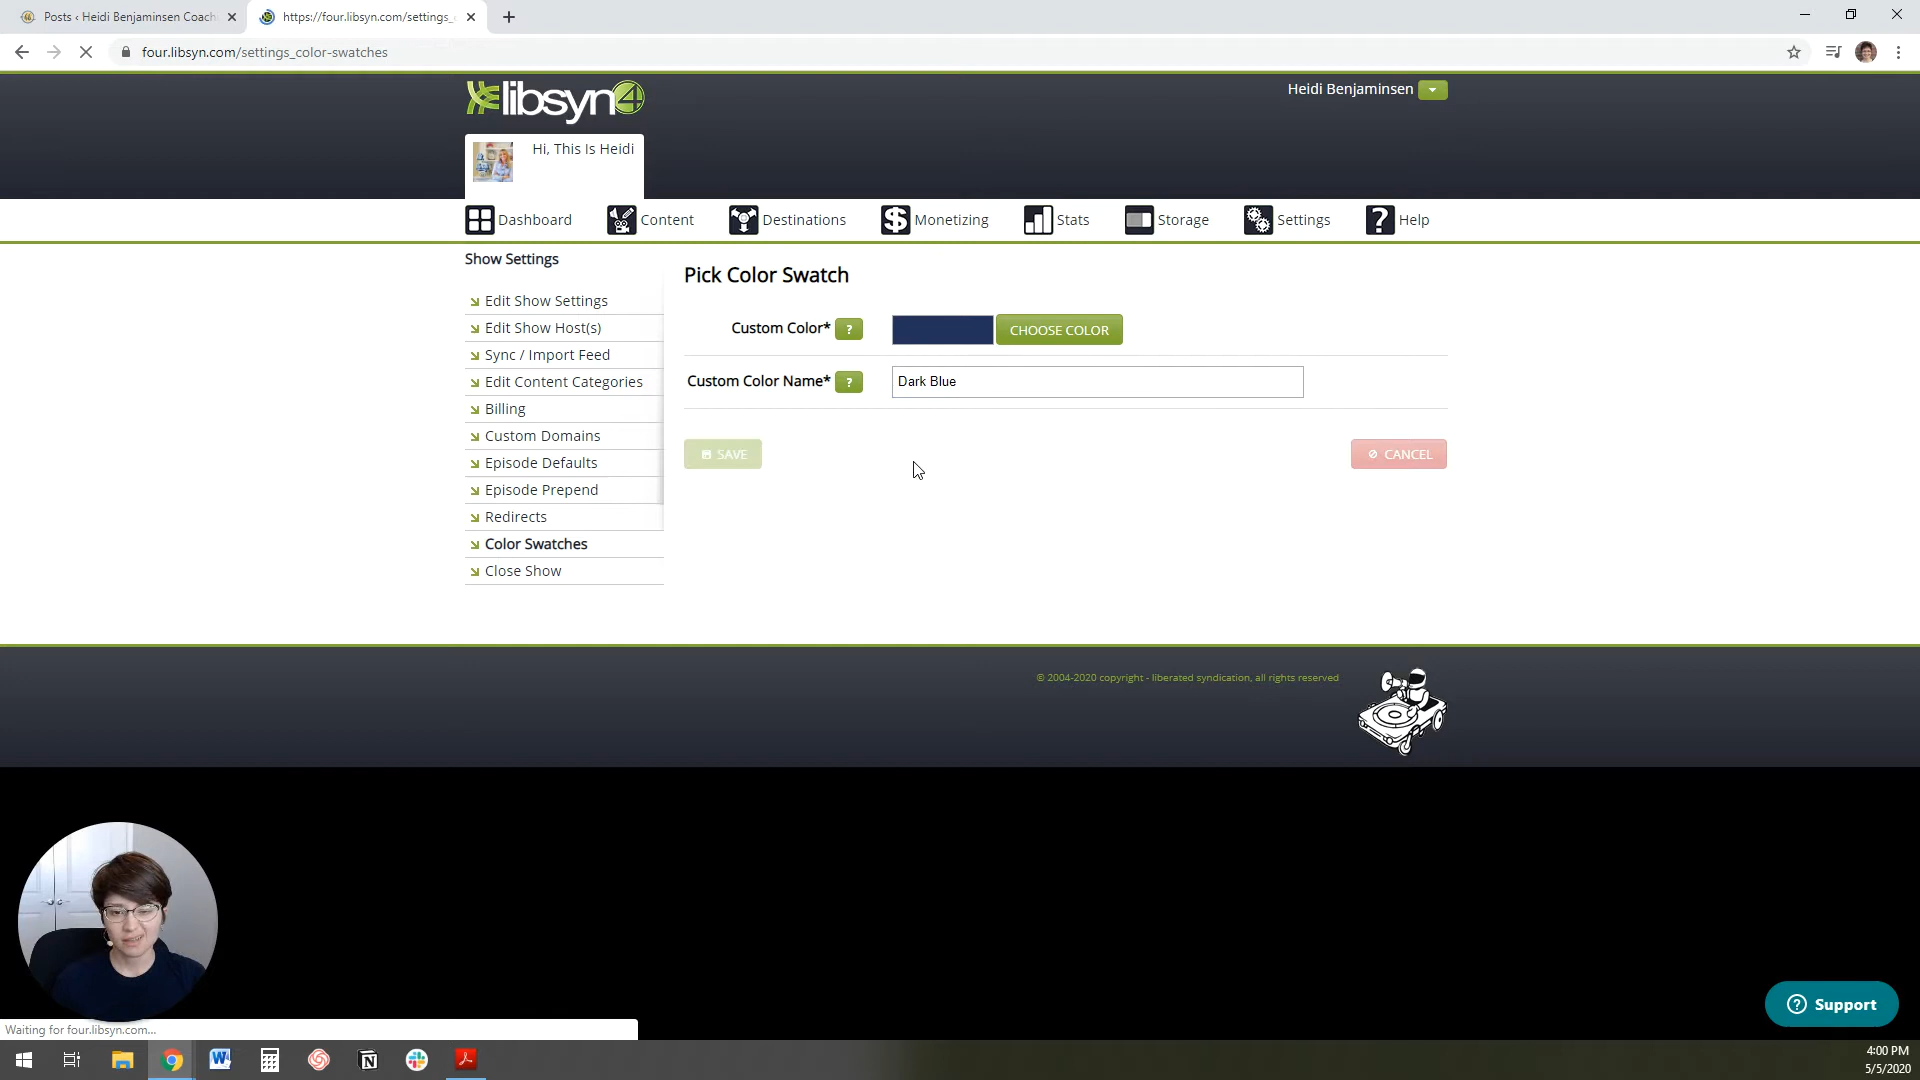 Posts ‹ Heidi Benjaminsen Coach
https://four.libsyn.com/settings_
four.libsyn.com/settings_color-swatches
libsyn4
Heidi Benjaminsen
Hi, This Is Heidi
Dashboard
Content
Destinations
Monetizing
Stats
Storage
Settings
Help
Show Settings
Edit Show Settings
Edit Show Host(s)
Sync / Import Feed
Edit Content Categories
Billing
Custom Domains
Episode Defaults
Episode Prepend
Redirects
Color Swatches
Close Show
Pick Color Swatch
Custom Color* ? CHOOSE COLOR
Custom Color Name* ? Dark Blue
SAVE
CANCEL
© 2004-2020 copyright - liberated syndication, all rights reserved
Support
Waiting for four.libsyn.com...
4:00 PM
5/5/2020